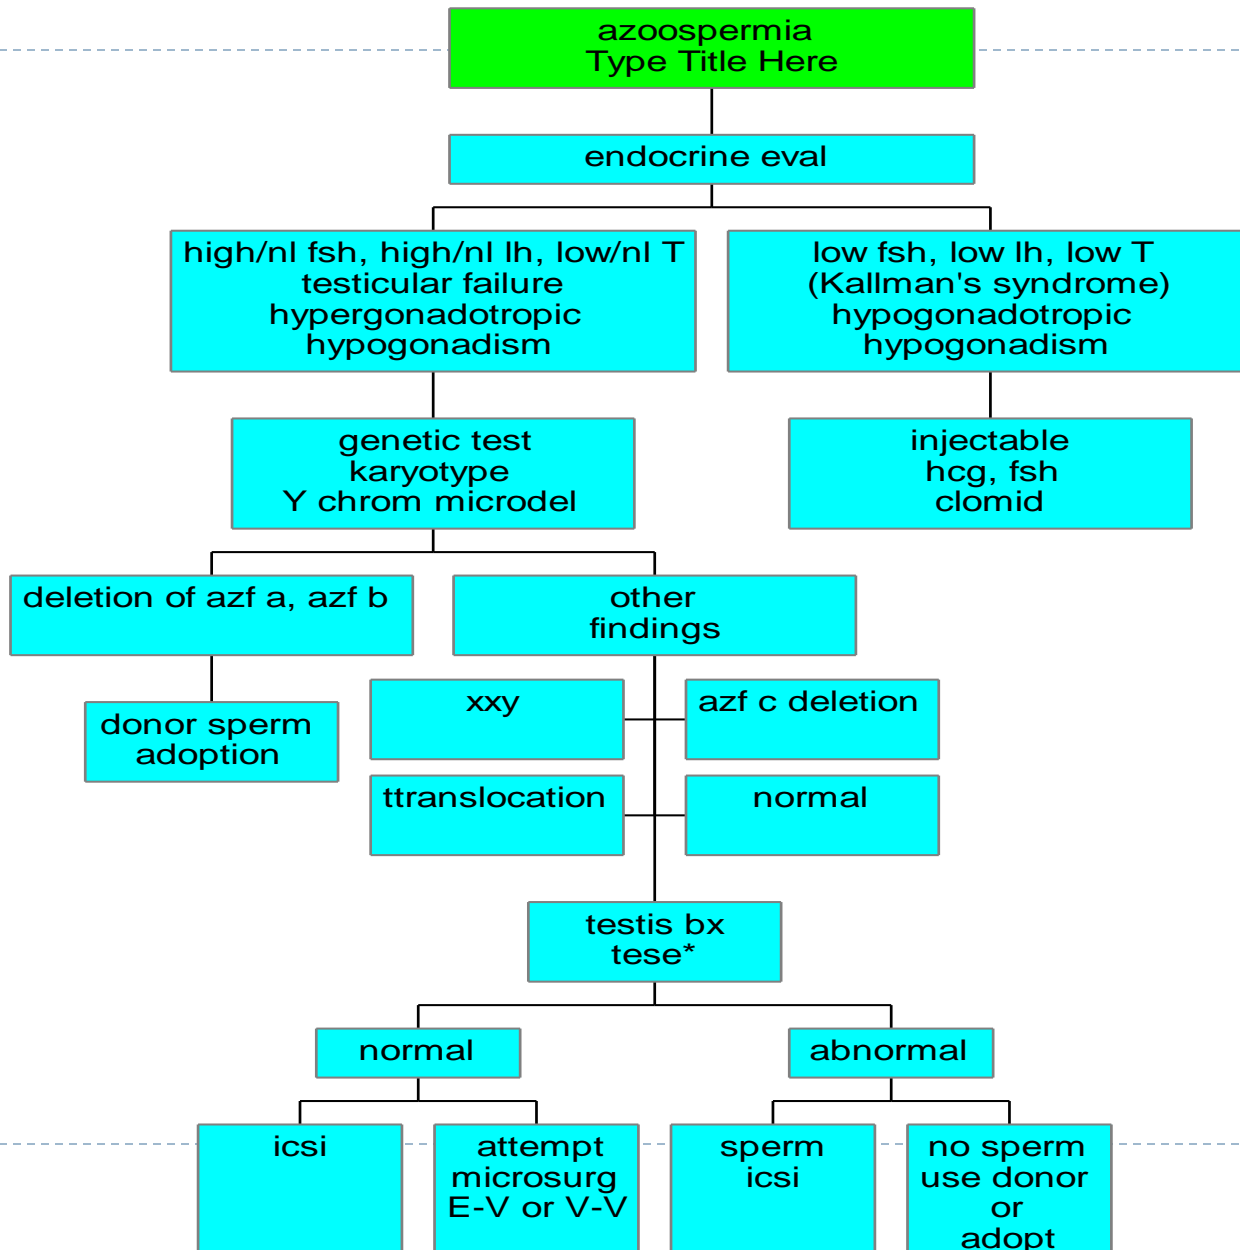 azoospermia
Type Title Here
endocrine eval
high/nl fsh, high/nl lh, low/nl T
testicular failure
hypergonadotropic
hypogonadism
low fsh, low lh, low T
(Kallman's syndrome)
hypogonadotropic
hypogonadism
genetic test
karyotype
Y chrom microdel
injectable
hcg, fsh
clomid
deletion of azf a, azf b
other
findings
donor sperm
adoption
xxy
azf c deletion
ttranslocation
normal
testis bx
tese*
normal
abnormal
icsi
attempt
microsurg
E-V or V-V
sperm
icsi
no sperm
use donor
or
adopt